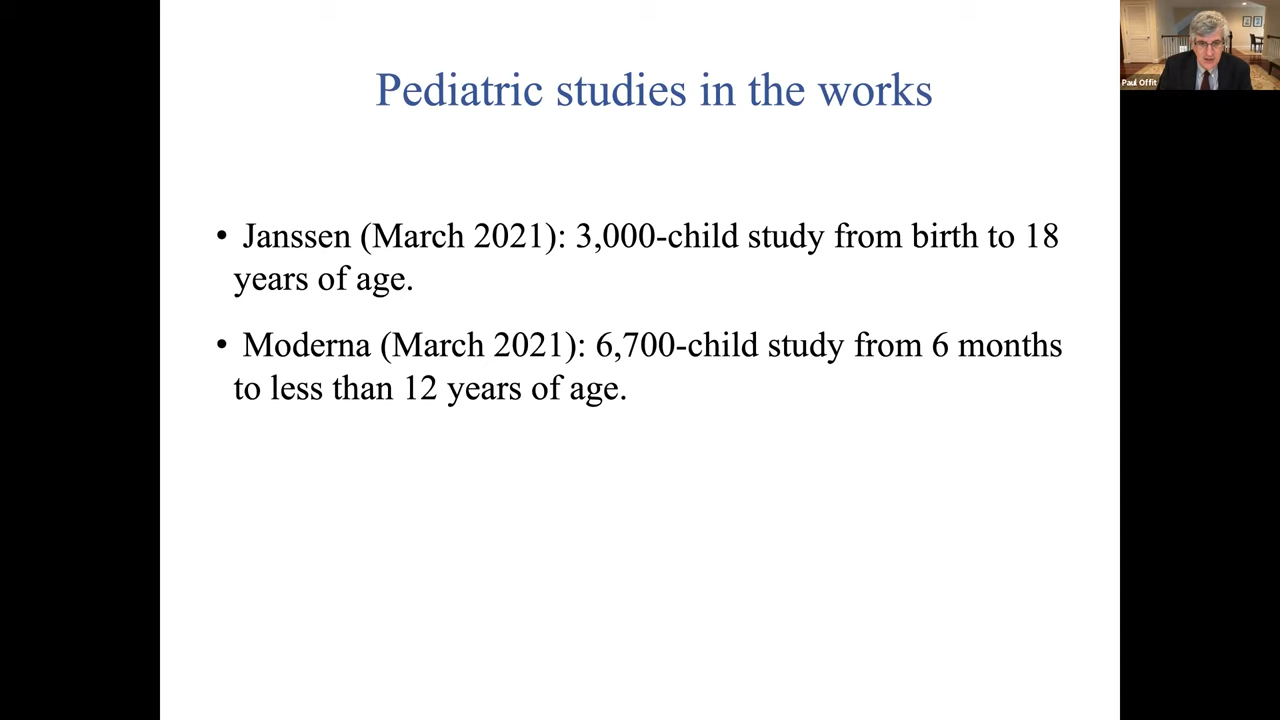 Pediatric studies in the works
• Janssen (March 2021): 3,000-child study from birth to 18
years of age.
• Moderna (March 2021): 6,700-child study from 6 months
to less than 12 years of age.
Paul Offit